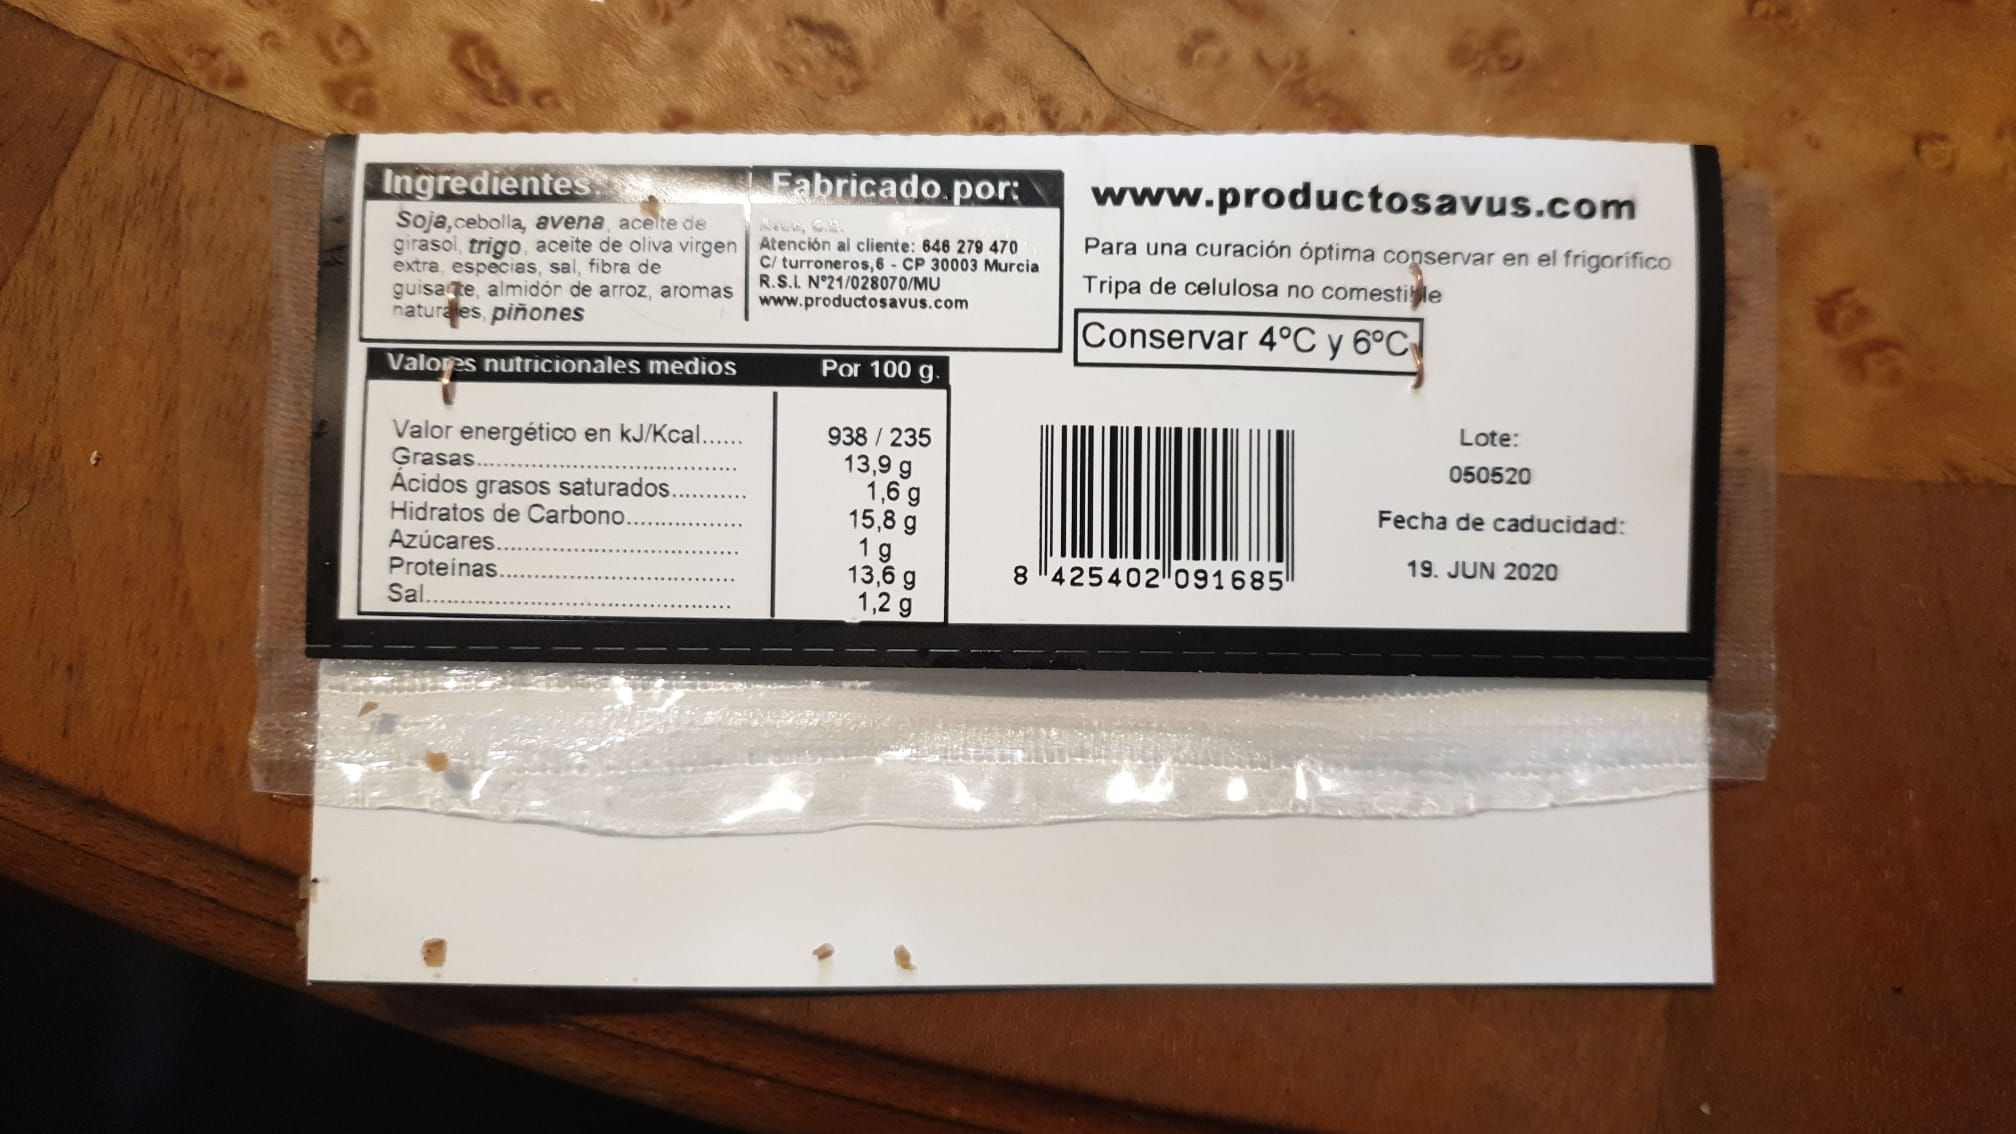 Ingredientes:
Soja, cebolla, avena, aceite de
girasol, trigo, aceite de oliva virgen
extra, especias, sal, fibra de
guisante, almidón de arroz, aromas
naturales, piñones
Fabricado por:
Atención al cliente: 646 279 470
C/ turroneros,6 - CP 30003 Murcia
R.S.I. Nº21/028070/MU
www.productosavus.com
www.productosavus.com
Para una curación óptima conservar en el frigorífico
Tripa de celulosa no comestible
Conservar 4ºC y 6ºC
Valores nutricionales medios Por 100 g.
Valor energético en kJ/Kcal...... 938 / 235
Grasas.................................... 13,9 g
Ácidos grasos saturados........... 1,6 g
Hidratos de Carbono................. 15,8 g
Azúcares................................. 1 g
Proteínas................................. 13,6 g
Sal.......................................... 1,2 g
8 425402 091685
Lote:
050520
Fecha de caducidad:
19. JUN 2020